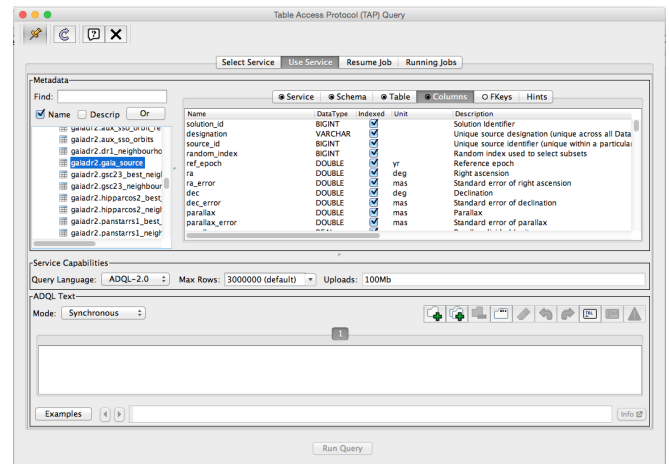 Table Access Protocol (TAP) Query
Select Service Use Service Resume Job Running Jobs
Metadata
Find:
Name Descrip Or
gaiadr2.aux_sso_orbit_re
gaiadr2.aux_sso_orbits
gaiadr2.dr1_neighbourho
gaiadr2.gaia_source
gaiadr2.gsc23_best_neigl
gaiadr2.gsc23_neighbour
gaiadr2.hipparcos2_best_
gaiadr2.hipparcos2_neigl
gaiadr2.panstarrs1_best_
gaiadr2.panstarrs1_neigh
Service Schema Table Columns FKeys Hints
Name DataType Indexed Unit Description
solution_id BIGINT Solution Identifier
designation VARCHAR Unique source designation (unique across all Data
source_id BIGINT Unique source identifier (unique within a particular
random_index BIGINT Random index used to select subsets
ref_epoch DOUBLE yr Reference epoch
ra DOUBLE deg Right ascension
ra_error DOUBLE mas Standard error of right ascension
dec DOUBLE deg Declination
dec_error DOUBLE mas Standard error of declination
parallax DOUBLE mas Parallax
parallax_error DOUBLE mas Standard error of parallax
Service Capabilities
Query Language: ADQL-2.0 Max Rows: 3000000 (default) Uploads: 100Mb
ADQL Text
Mode: Synchronous
1
Examples Info
Run Query